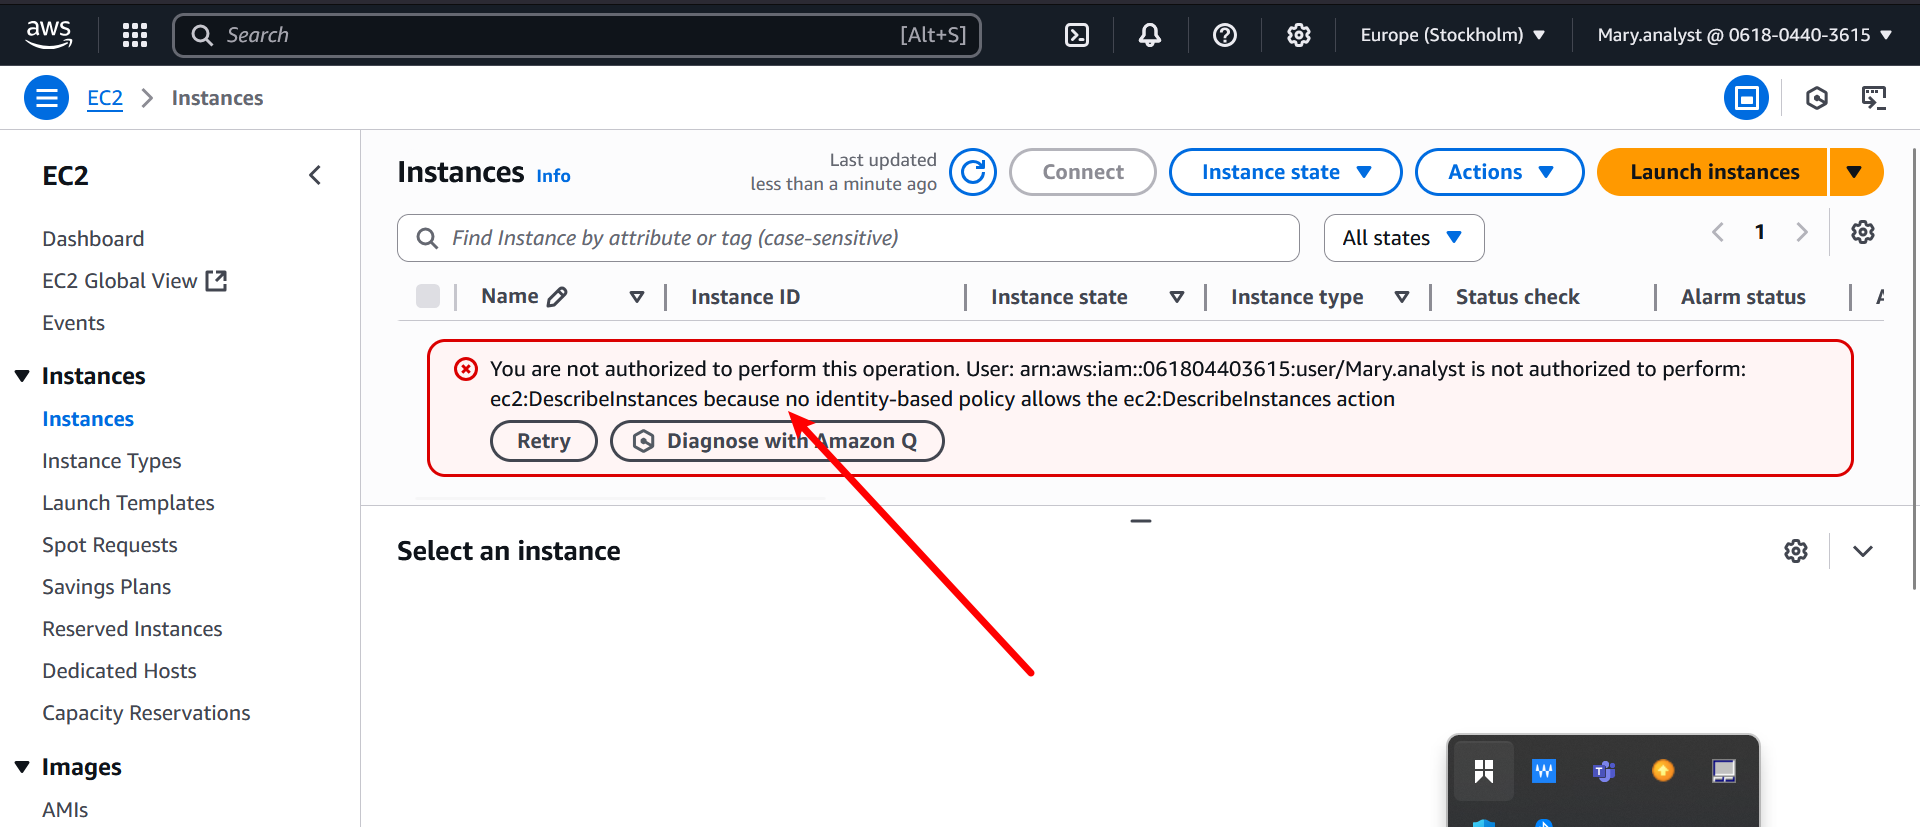 aws
Search
[Alt+S]
Europe (Stockholm)
Mary.analyst @ 0618-0440-3615
EC2
Instances
EC2
Dashboard
EC2 Global View
Events
Instances
Instances
Instance Types
Launch Templates
Spot Requests
Savings Plans
Reserved Instances
Dedicated Hosts
Capacity Reservations
Images
AMIs
Instances Info
Last updated
less than a minute ago
Connect
Instance state
Actions
Launch instances
Find Instance by attribute or tag (case-sensitive)
All states
1
Name
Instance ID
Instance state
Instance type
Status check
Alarm status
You are not authorized to perform this operation. User: arn:aws:iam::061804403615:user/Mary.analyst is not authorized to perform:
ec2:DescribeInstances because no identity-based policy allows the ec2:DescribeInstances action
Retry
Diagnose with Amazon Q
Select an instance